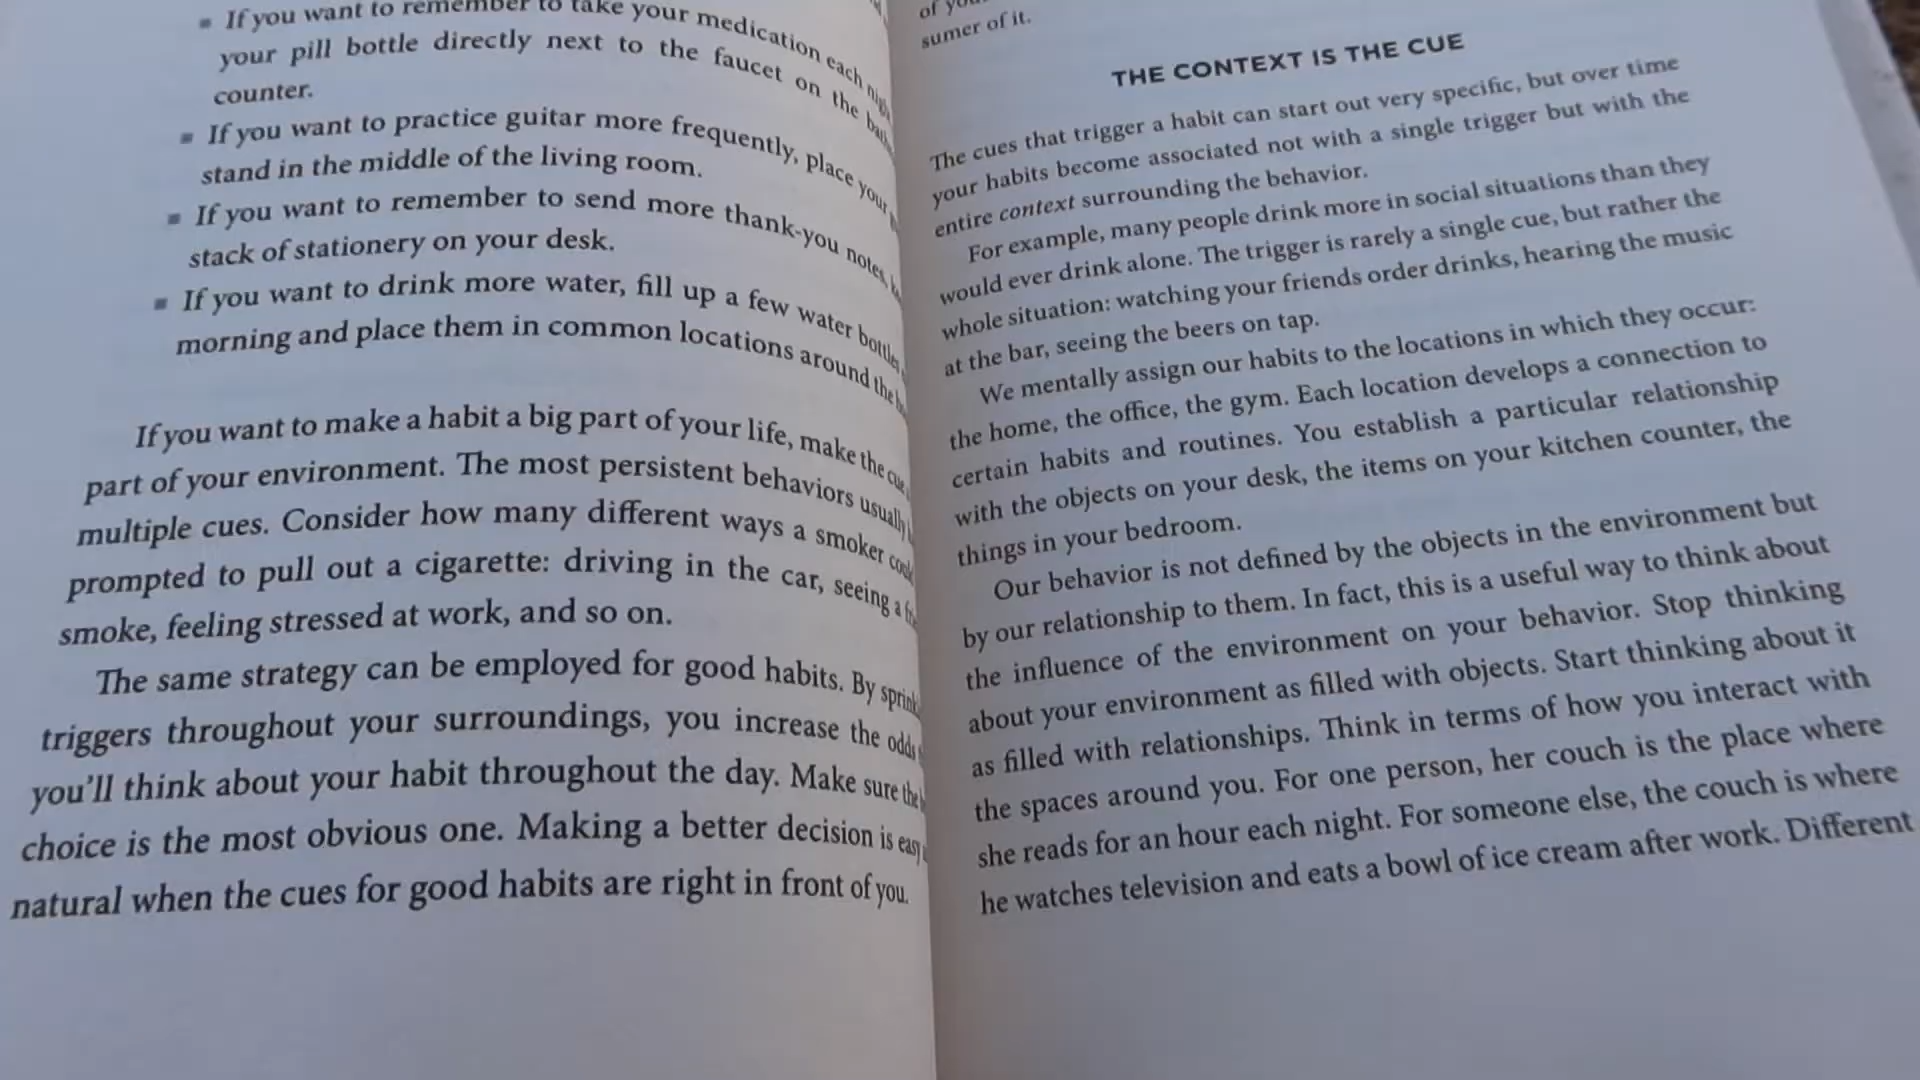 If you want to remember to take your medication each
your pill bottle directly next to the faucet on the
counter.
If you want to practice guitar more frequently, place your
stand in the middle of the living room.
If you want to remember to send more thank-you notes,
stack of stationery on your desk.
If you want to drink more water, fill up a few water bottles
morning and place them in common locations around the
If you want to make a habit a big part of your life, make the cue
part of your environment. The most persistent behaviors usually
multiple cues. Consider how many different ways a smoker
prompted to pull out a cigarette: driving in the car, seeing a
smoke, feeling stressed at work, and so on.
The same strategy can be employed for good habits. By
triggers throughout your surroundings, you increase the odds
you'll think about your habit throughout the day. Make sure the
choice is the most obvious one. Making a better decision is easy
natural when the cues for good habits are right in front of you.
of
sumer of it.
THE CONTEXT IS THE CUE
The cues that trigger a habit can start out very specific, but over time
your habits become associated not with a single trigger but with the
entire context surrounding the behavior.
For example, many people drink more in social situations than they
would ever drink alone. The trigger is rarely a single cue, but rather the
whole situation: watching your friends order drinks, hearing the music
at the bar, seeing the beers on tap.
We mentally assign our habits to the locations in which they occur:
the home, the office, the gym. Each location develops a connection to
certain habits and routines. You establish a particular relationship
with the objects on your desk, the items on your kitchen counter, the
things in your bedroom.
Our behavior is not defined by the objects in the environment but
by our relationship to them. In fact, this is a useful way to think about
the influence of the environment on your behavior. Stop thinking
about your environment as filled with objects. Start thinking about it
as filled with relationships. Think in terms of how you interact with
the spaces around you. For one person, her couch is the place where
she reads for an hour each night. For someone else, the couch is where
he watches television and eats a bowl of ice cream after work. Different